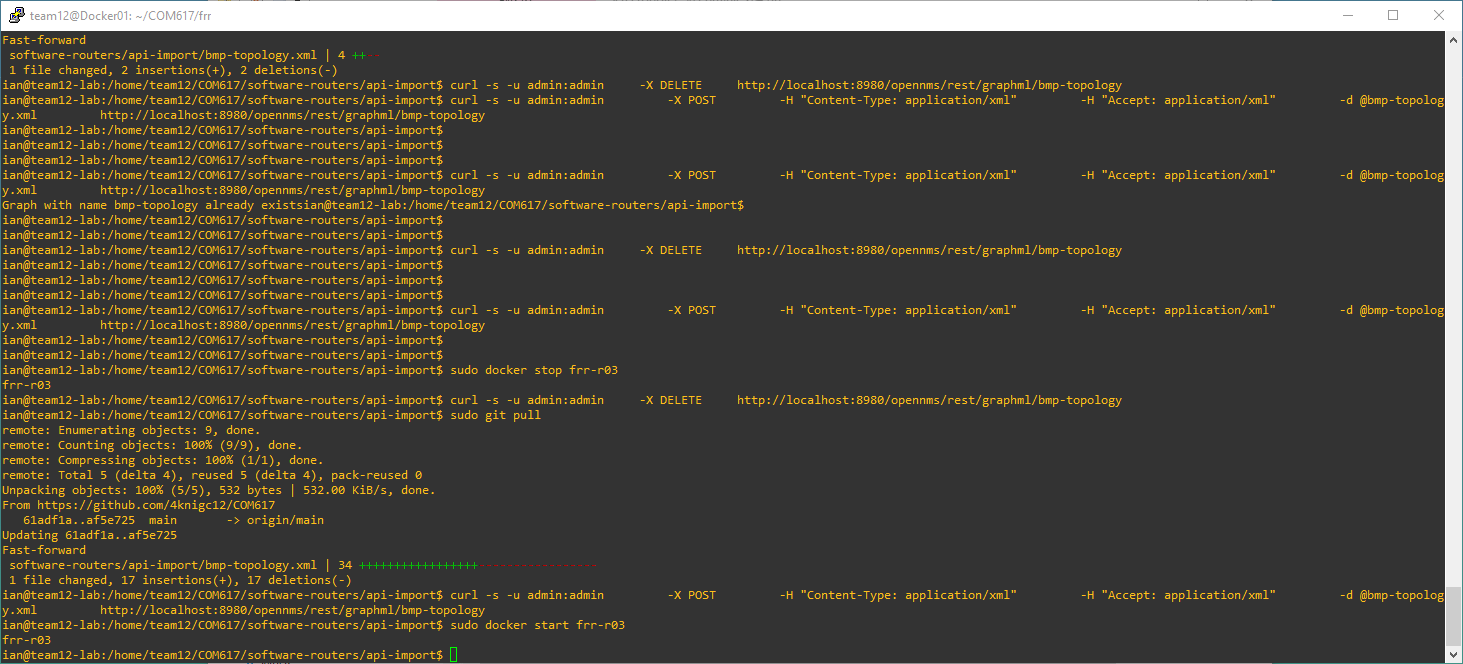 team12@Docker01: ~/COM617/frr
Fast-forward
 software-routers/api-import/bmp-topology.xml | 4 ++--
 1 file changed, 2 insertions(+), 2 deletions(-)
ian@team12-lab:/home/team12/COM617/software-routers/api-import$ curl -s -u admin:admin     -X DELETE     http://localhost:8980/opennms/rest/graphml/bmp-topology
ian@team12-lab:/home/team12/COM617/software-routers/api-import$ curl -s -u admin:admin         -X POST         -H "Content-Type: application/xml"         -H "Accept: application/xml"         -d @bmp-topolog
y.xml         http://localhost:8980/opennms/rest/graphml/bmp-topology
ian@team12-lab:/home/team12/COM617/software-routers/api-import$
ian@team12-lab:/home/team12/COM617/software-routers/api-import$
ian@team12-lab:/home/team12/COM617/software-routers/api-import$
ian@team12-lab:/home/team12/COM617/software-routers/api-import$ curl -s -u admin:admin         -X POST         -H "Content-Type: application/xml"         -H "Accept: application/xml"         -d @bmp-topolog
y.xml         http://localhost:8980/opennms/rest/graphml/bmp-topology
Graph with name bmp-topology already existsian@team12-lab:/home/team12/COM617/software-routers/api-import$
ian@team12-lab:/home/team12/COM617/software-routers/api-import$
ian@team12-lab:/home/team12/COM617/software-routers/api-import$
ian@team12-lab:/home/team12/COM617/software-routers/api-import$ curl -s -u admin:admin     -X DELETE     http://localhost:8980/opennms/rest/graphml/bmp-topology
ian@team12-lab:/home/team12/COM617/software-routers/api-import$
ian@team12-lab:/home/team12/COM617/software-routers/api-import$
ian@team12-lab:/home/team12/COM617/software-routers/api-import$
ian@team12-lab:/home/team12/COM617/software-routers/api-import$ curl -s -u admin:admin         -X POST         -H "Content-Type: application/xml"         -H "Accept: application/xml"         -d @bmp-topolog
y.xml         http://localhost:8980/opennms/rest/graphml/bmp-topology
ian@team12-lab:/home/team12/COM617/software-routers/api-import$
ian@team12-lab:/home/team12/COM617/software-routers/api-import$
ian@team12-lab:/home/team12/COM617/software-routers/api-import$ sudo docker stop frr-r03
frr-r03
ian@team12-lab:/home/team12/COM617/software-routers/api-import$ curl -s -u admin:admin     -X DELETE     http://localhost:8980/opennms/rest/graphml/bmp-topology
ian@team12-lab:/home/team12/COM617/software-routers/api-import$ sudo git pull
remote: Enumerating objects: 9, done.
remote: Counting objects: 100% (9/9), done.
remote: Compressing objects: 100% (1/1), done.
remote: Total 5 (delta 4), reused 5 (delta 4), pack-reused 0
Unpacking objects: 100% (5/5), 532 bytes | 532.00 KiB/s, done.
From https://github.com/4knigc12/COM617
   61adf1a..af5e725  main       -> origin/main
Updating 61adf1a..af5e725
Fast-forward
 software-routers/api-import/bmp-topology.xml | 34 +++++++++++++++++-----------------
 1 file changed, 17 insertions(+), 17 deletions(-)
ian@team12-lab:/home/team12/COM617/software-routers/api-import$ curl -s -u admin:admin         -X POST         -H "Content-Type: application/xml"         -H "Accept: application/xml"         -d @bmp-topolog
y.xml         http://localhost:8980/opennms/rest/graphml/bmp-topology
ian@team12-lab:/home/team12/COM617/software-routers/api-import$ sudo docker start frr-r03
frr-r03
ian@team12-lab:/home/team12/COM617/software-routers/api-import$